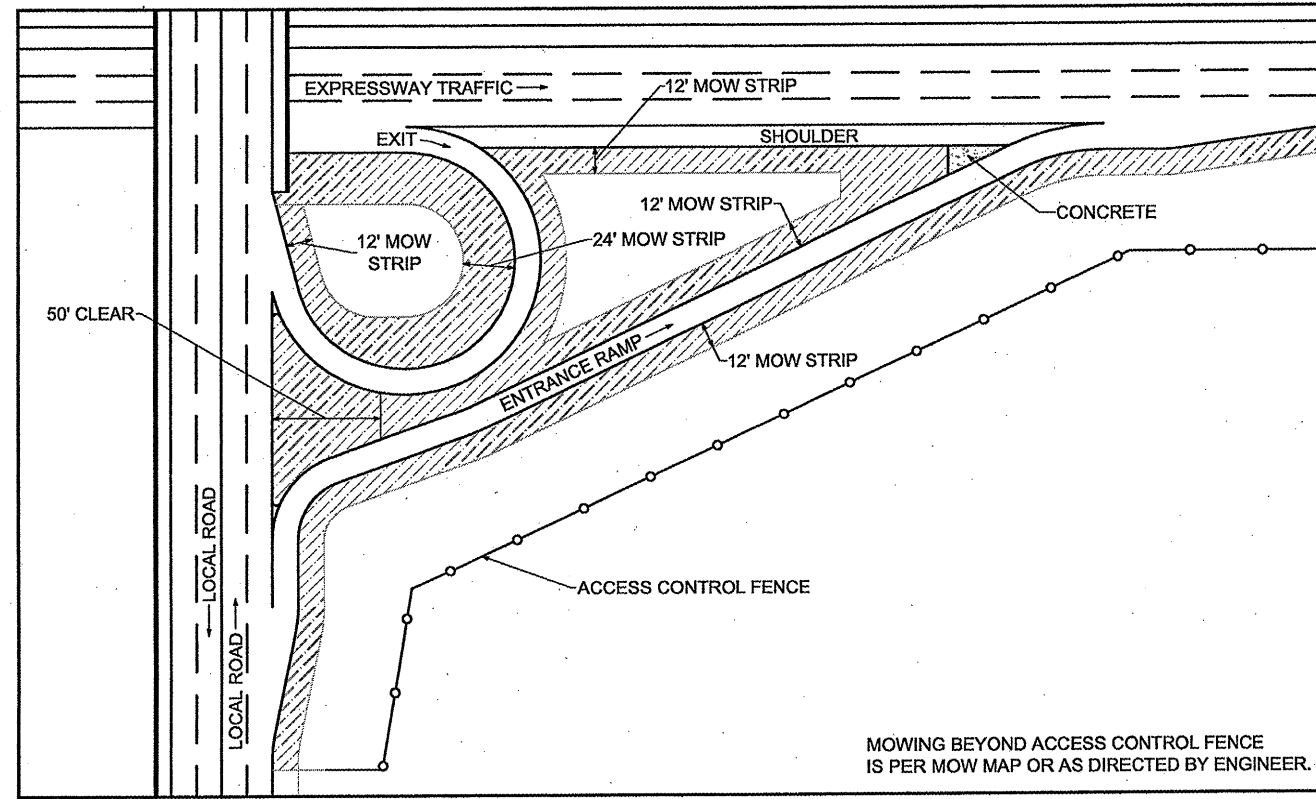 EXPRESSWAY TRAFFIC
12' MOW STRIP
EXIT
SHOULDER
12' MOW STRIP
CONCRETE
12' MOW
STRIP
24' MOW STRIP
50' CLEAR
ENTRANCE RAMP
12' MOW STRIP
LOCAL ROAD
LOCAL ROAD
ACCESS CONTROL FENCE
MOWING BEYOND ACCESS CONTROL FENCE
IS PER MOW MAP OR AS DIRECTED BY ENGINEER.